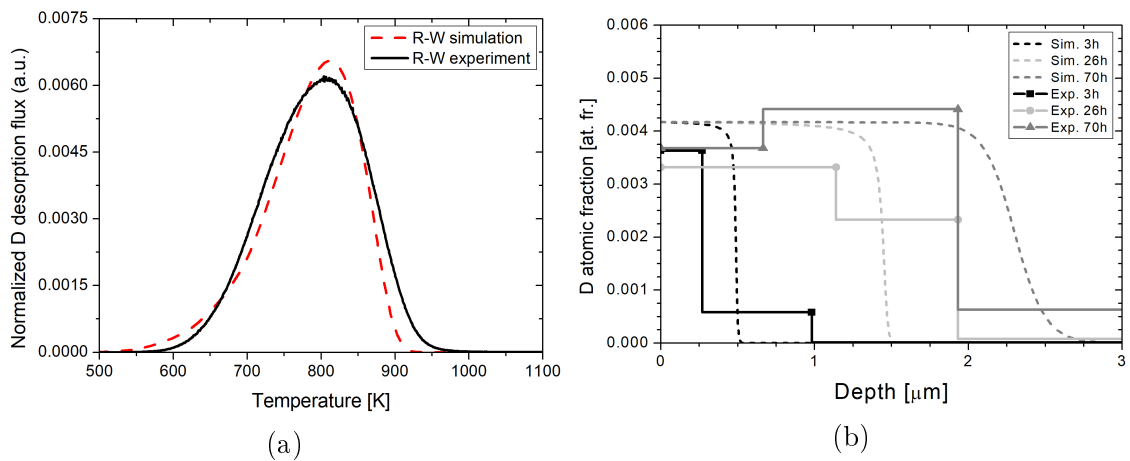 R-W simulation
R-W experiment
Normalized D desorption flux (a.u.)
0.0075
0.0060
0.0045
0.0030
0.0015
0.0000
500 600 700 800 900 1000 1100
Temperature [K]
(a)
Sim. 3h
Sim. 26h
Sim. 70h
Exp. 3h
Exp. 26h
Exp. 70h
D atomic fraction [at. fr.]
0.006
0.005
0.004
0.003
0.002
0.001
0.000
0 1 2 3
Depth [μm]
(b)